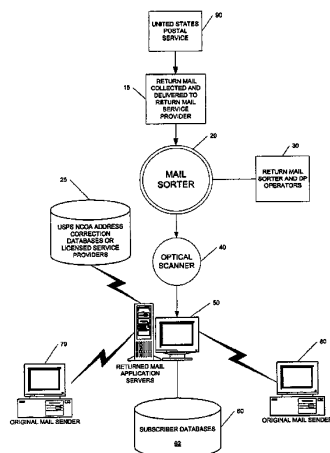 90
UNITED STATES
POSTAL
SERVICE
15
RETURN MAIL
COLLECTED AND
DELIVERED TO
RETURN MAIL
SERVICE
PROVIDER
20
30
MAIL
SORTER
RETURN MAIL
SORTER AND DP
OPERATORS
25
USPS NCOA ADDRESS
CORRECTION
DATABASES OR
LICENSED SERVICE
PROVIDERS
40
OPTICAL
SCANNER
50
79
80
RETURNED MAIL
APPLICATION
SERVERS
ORIGINAL MAIL SENDER
ORIGINAL MAIL SENDER
60
SUBSCRIBER DATABASES
62